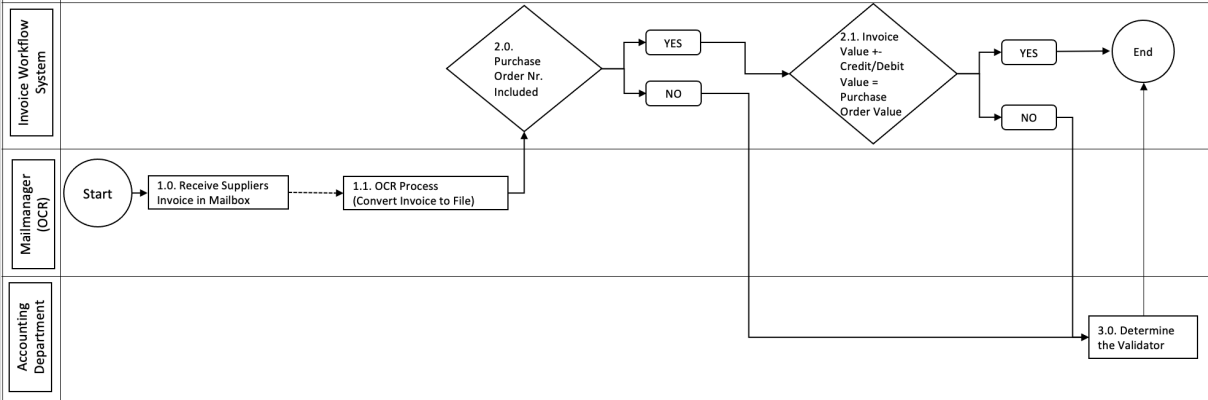 Invoice Workflow
System
2.0.
Purchase
Order Nr.
Included
YES
NO
2.1. Invoice
Value +-
Credit/Debit
Value =
Purchase
Order Value
YES
NO
End
Mailmanager
(OCR)
Start
1.0. Receive Suppliers
Invoice in Mailbox
1.1. OCR Process
(Convert Invoice to File)
Accounting
Department
3.0. Determine
the Validator